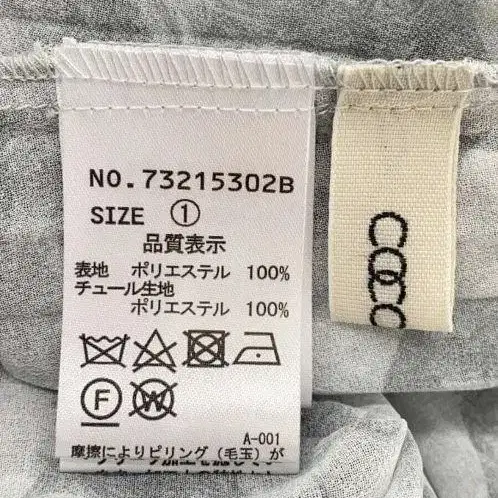 NO.73215302B
SIZE ①
品質表示
表地 ポリエステル 100%
チュール生地
ポリエステル 100%
F W
A-001
摩擦によりピリング(毛玉)が
COCO